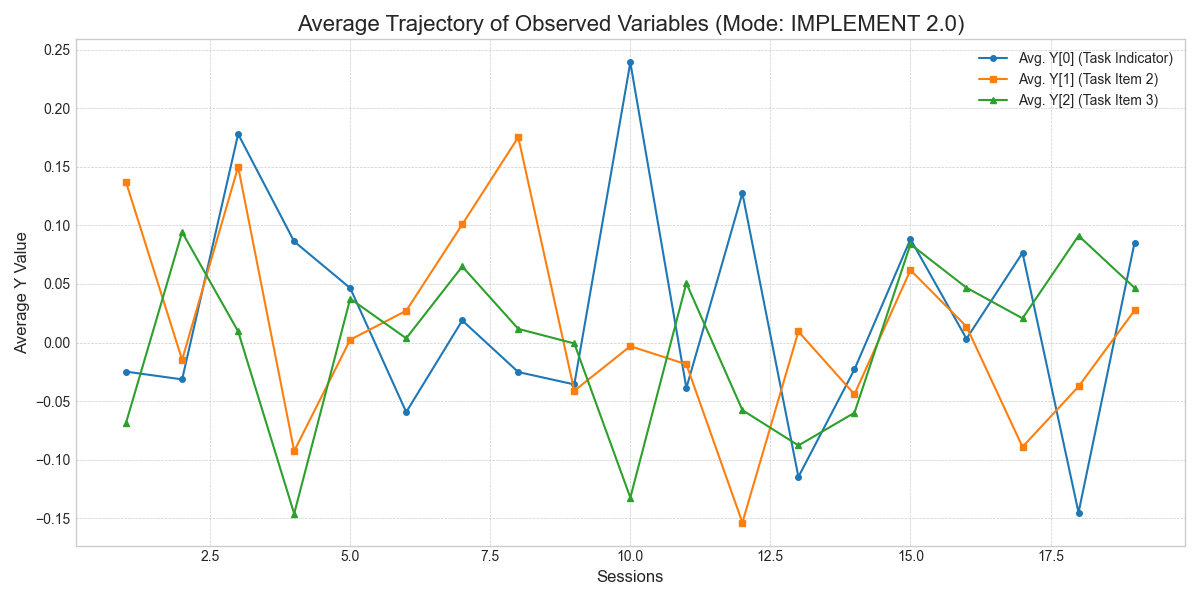 Average Trajectory of Observed Variables (Mode: IMPLEMENT 2.0)
Avg. Y[0] (Task Indicator)
Avg. Y[1] (Task Item 2)
Avg. Y[2] (Task Item 3)
Average Y Value
0.25
0.20
0.15
0.10
0.05
0.00
−0.05
−0.10
−0.15
2.5 5.0 7.5 10.0 12.5 15.0 17.5
Sessions